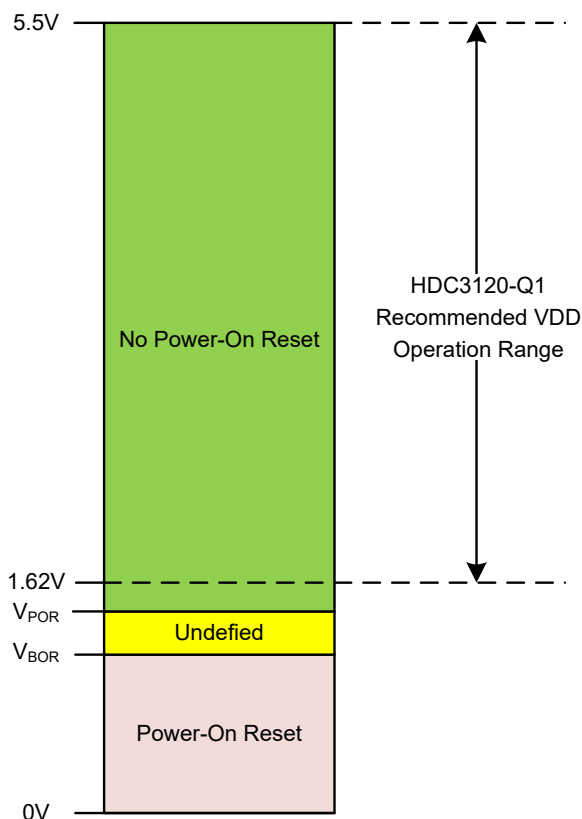 5.5V
No Power-On Reset
HDC3120-Q1
Recommended VDD
Operation Range
1.62V
VPOR
Undefied
VBOR
Power-On Reset
0V